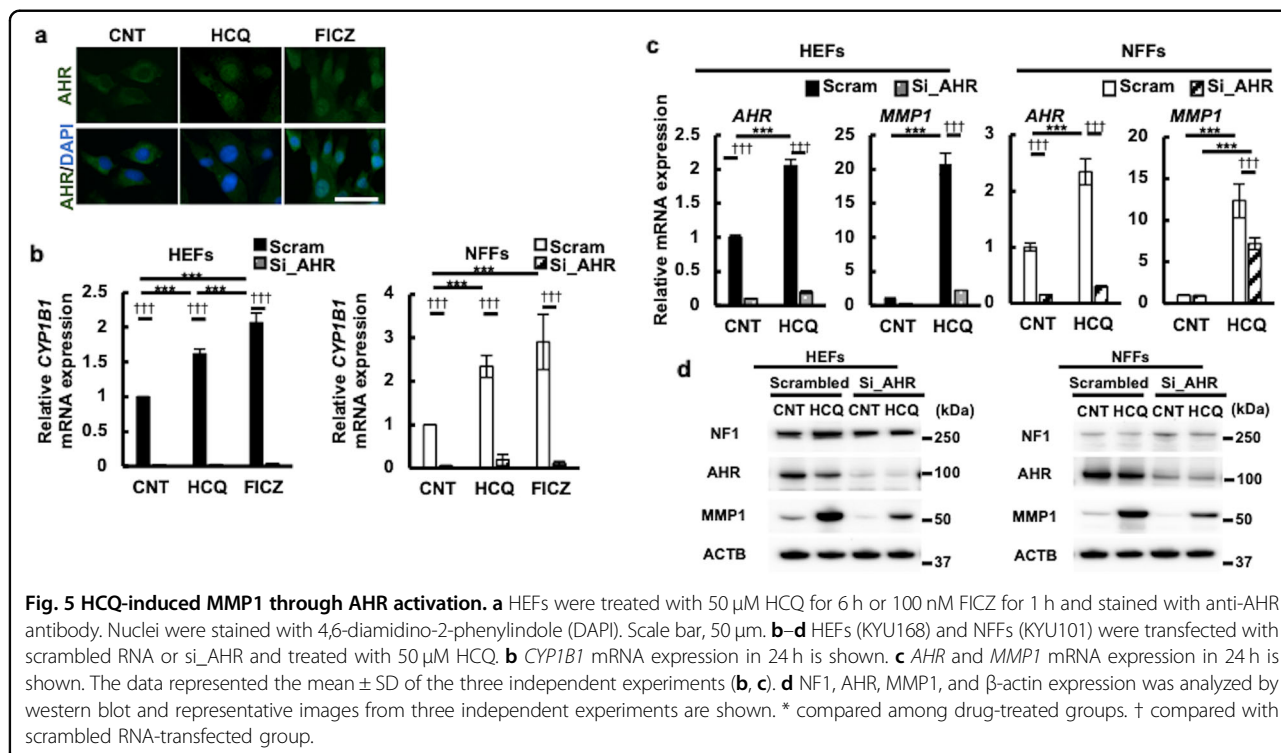 a
CNT HCQ FICZ
AHR
AHR/DAPI
b
HEFs
Scram
Si_AHR
Relative CYP1B1
mRNA expression
***
*** ***
††† ††† †††
2.5
2
1.5
1
0.5
0
CNT HCQ FICZ
NFFs
Scram
Si_AHR
Relative CYP1B1
mRNA expression
***
***
††† ††† †††
4
3
2
1
0
CNT HCQ FICZ
c
HEFs
Scram Si_AHR
Relative mRNA expression
AHR
***
††† †††
2.5
2
1.5
1
0.5
0
CNT HCQ
MMP1
*** †††
25
20
15
10
5
0
CNT HCQ
NFFs
Scram Si_AHR
AHR
*** †††
†††
3
2
1
0
CNT HCQ
MMP1
***
***
†††
20
15
10
5
0
CNT HCQ
d
HEFs
Scrambled Si_AHR
CNT HCQ CNT HCQ (kDa)
NF1 250
AHR 100
MMP1 50
ACTB 37
NFFs
Scrambled Si_AHR
CNT HCQ CNT HCQ (kDa)
NF1 250
AHR 100
MMP1 50
ACTB 37
Fig. 5 HCQ-induced MMP1 through AHR activation. a HEFs were treated with 50 µM HCQ for 6 h or 100 nM FICZ for 1 h and stained with anti-AHR
antibody. Nuclei were stained with 4,6-diamidino-2-phenylindole (DAPI). Scale bar, 50 µm. b–d HEFs (KYU168) and NFFs (KYU101) were transfected with
scrambled RNA or si_AHR and treated with 50 µM HCQ. b CYP1B1 mRNA expression in 24 h is shown. c AHR and MMP1 mRNA expression in 24 h is
shown. The data represented the mean ± SD of the three independent experiments (b, c). d NF1, AHR, MMP1, and β-actin expression was analyzed by
western blot and representative images from three independent experiments are shown. * compared among drug-treated groups. † compared with
scrambled RNA-transfected group.